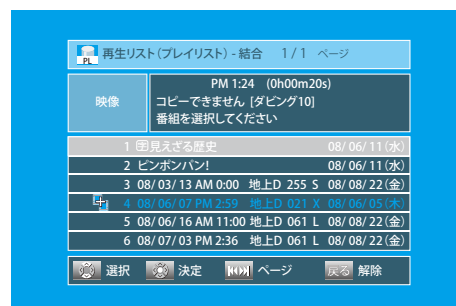 PL 再生リスト(プレイリスト) - 結合 1 / 1 ページ
映像
PM 1:24 (0h00m20s)
コピーできません [ダビング10]
番組を選択してください
1 🈑見えざる歴史 08/ 06/ 11 (水)
2 ピンポンパン! 08/ 06/ 11 (水)
3 08/ 03/ 13 AM 0:00 地上D 255 S 08/ 08/ 22 (金)
4 08/ 06/ 07 PM 2:59 地上D 021 X 08/ 06/ 05 (木)
5 08/ 06/ 16 AM 11:00 地上D 061 L 08/ 08/ 22 (金)
6 08/ 07/ 03 PM 2:36 地上D 061 L 08/ 08/ 22 (金)
選択 決定 ページ 戻る 解除